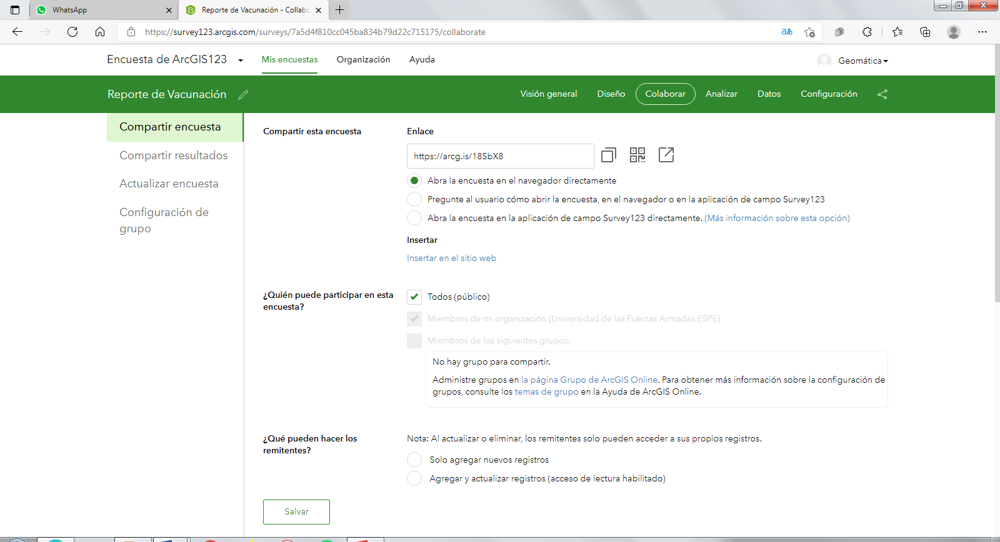 WhatsApp
Reporte de Vacunación - Collabo
https://survey123.arcgis.com/surveys/7a5d4f810cc045ba834b79d22c715175/collaborate
aあ
Encuesta de ArcGIS123
Mis encuestas
Organización
Ayuda
Geomática
Reporte de Vacunación
Visión general
Diseño
Colaborar
Analizar
Datos
Configuración
Compartir encuesta
Compartir resultados
Actualizar encuesta
Configuración de
grupo
Compartir esta encuesta
Enlace
https://arcg.is/18SbX8
Abra la encuesta en el navegador directamente
Pregunte al usuario cómo abrir la encuesta, en el navegador o en la aplicación de campo Survey123
Abra la encuesta en la aplicación de campo Survey123 directamente. (Más información sobre esta opción)
Insertar
Insertar en el sitio web
¿Quién puede participar en esta
encuesta?
Todos (público)
Miembros de mi organización (Universidad de las Fuerzas Armadas ESPE)
Miembros de los siguientes grupos:
No hay grupo para compartir.
Administre grupos en la página Grupo de ArcGIS Online. Para obtener más información sobre la configuración de
grupos, consulte los temas de grupo en la Ayuda de ArcGIS Online.
¿Qué pueden hacer los
remitentes?
Nota: Al actualizar o eliminar, los remitentes solo pueden acceder a sus propios registros.
Solo agregar nuevos registros
Agregar y actualizar registros (acceso de lectura habilitado)
Salvar